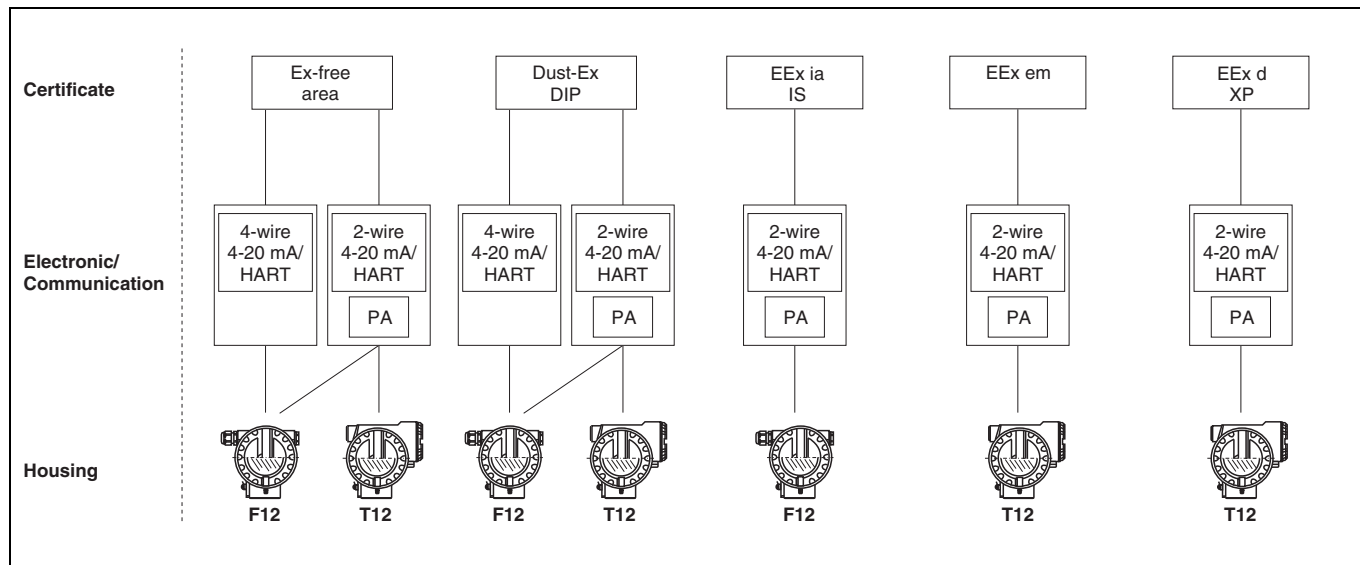 Certificate
Ex-free
area
Dust-Ex
DIP
EEx ia
IS
EEx em
EEx d
XP
Electronic/
Communication
4-wire
4-20 mA/
HART
2-wire
4-20 mA/
HART
PA
4-wire
4-20 mA/
HART
2-wire
4-20 mA/
HART
PA
2-wire
4-20 mA/
HART
PA
2-wire
4-20 mA/
HART
PA
2-wire
4-20 mA/
HART
PA
Housing
F12
T12
F12
T12
F12
T12
T12